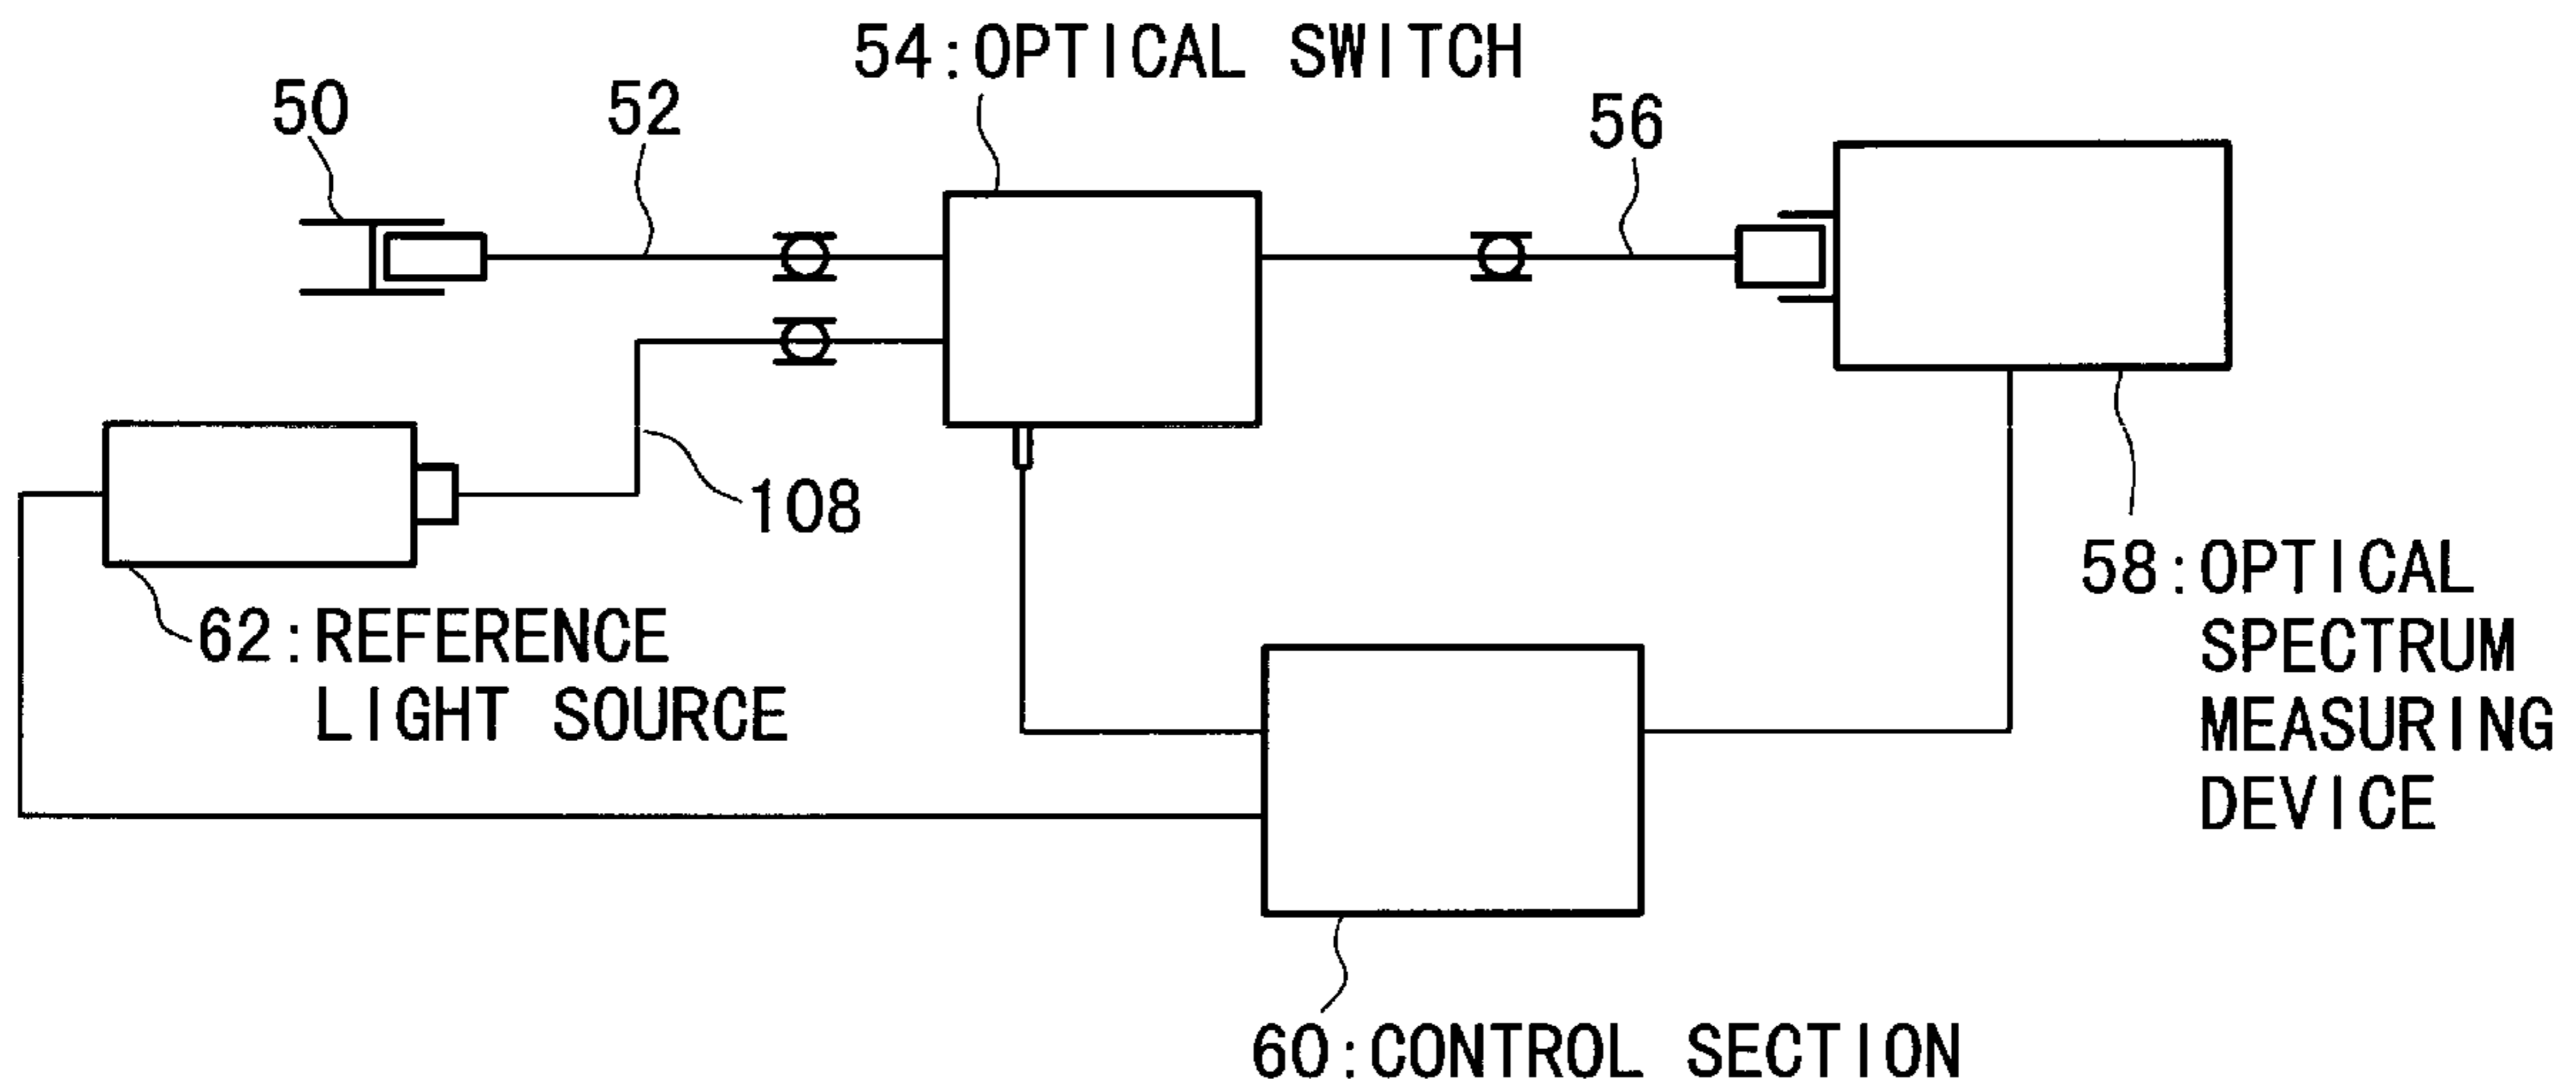 54:OPTICAL SWITCH
50
52
56
108
58:OPTICAL
SPECTRUM
MEASURING
DEVICE
62:REFERENCE
LIGHT SOURCE
60:CONTROL SECTION